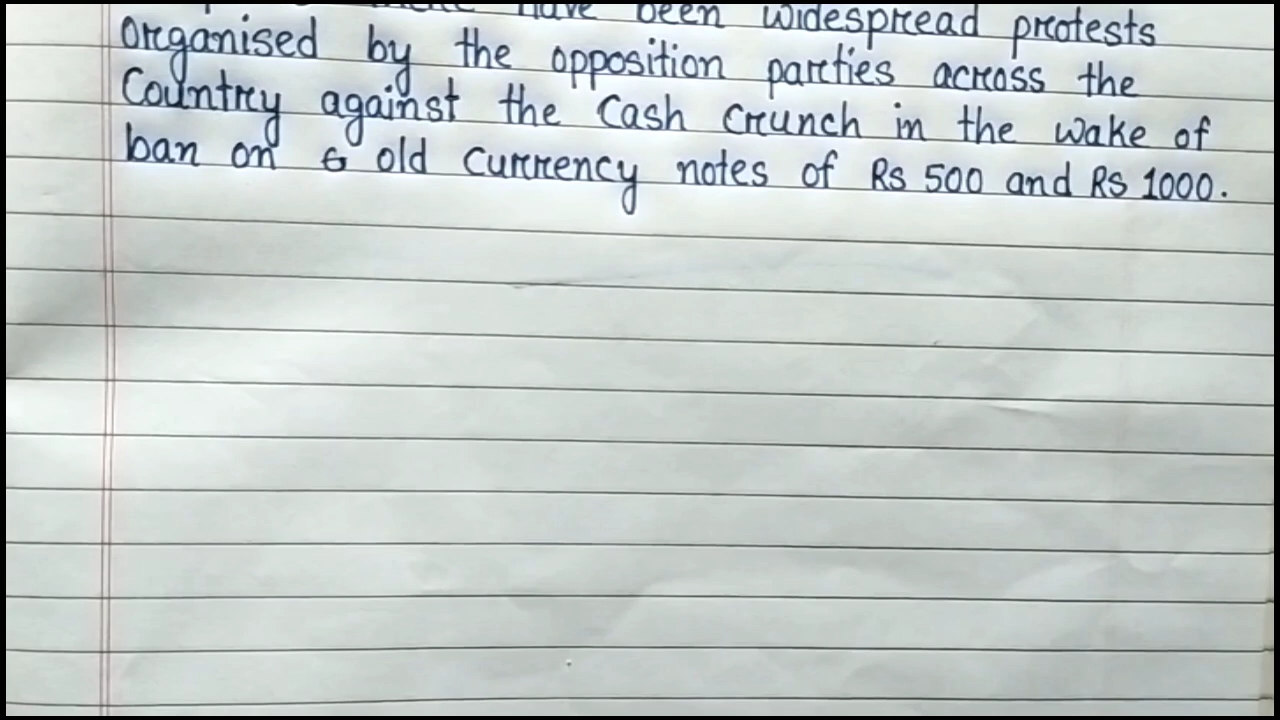 have been widespread protests
Organised by the opposition parties across the
Country against the Cash Crunch in the wake of
ban on old currency notes of Rs 500 and Rs 1000.